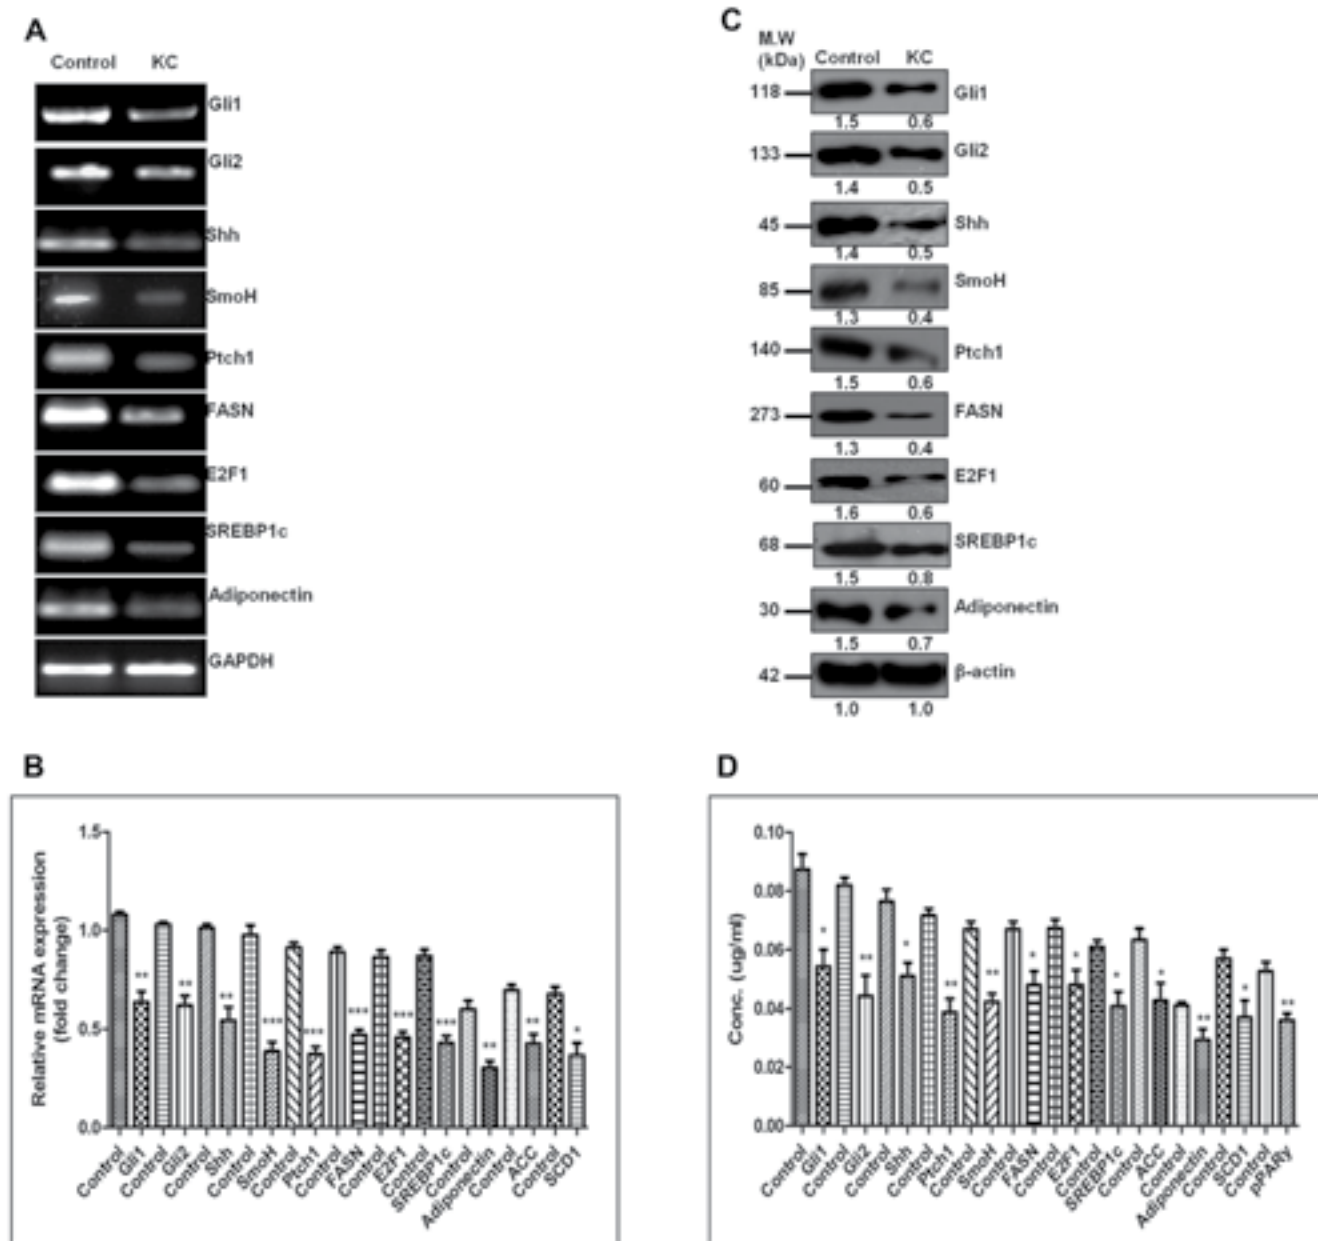 A
Control KC
Gli1
Gli2
Shh
SmoH
Ptch1
FASN
E2F1
SREBP1c
Adiponectin
GAPDH
C
M.W
(kDa) Control KC
118 Gli1
1.5 0.6
133 Gli2
1.4 0.5
45 Shh
1.4 0.5
85 SmoH
1.3 0.4
140 Ptch1
1.5 0.6
273 FASN
1.3 0.4
60 E2F1
1.6 0.6
68 SREBP1c
1.5 0.8
30 Adiponectin
1.5 0.7
42 β-actin
1.0 1.0
B
Relative mRNA expression
(fold change)
1.5
1.0
0.5
0.0
** ** ** *** *** *** *** *** ** ** *
Control Gli1 Control Gli2 Control Shh Control SmoH Control Ptch1 Control FASN Control E2F1 Control SREBP1c Control Adiponectin Control ACC Control SCD1
D
Conc. (ug/ml)
0.10
0.08
0.06
0.04
0.02
0.00
* ** * ** ** * * * * ** * **
Control Gli1 Control Gli2 Control Shh Control Ptch1 Control SmoH Control FASN Control E2F1 Control SREBP1c Control ACC Control Adiponectin Control SCD1 Control pPARγ